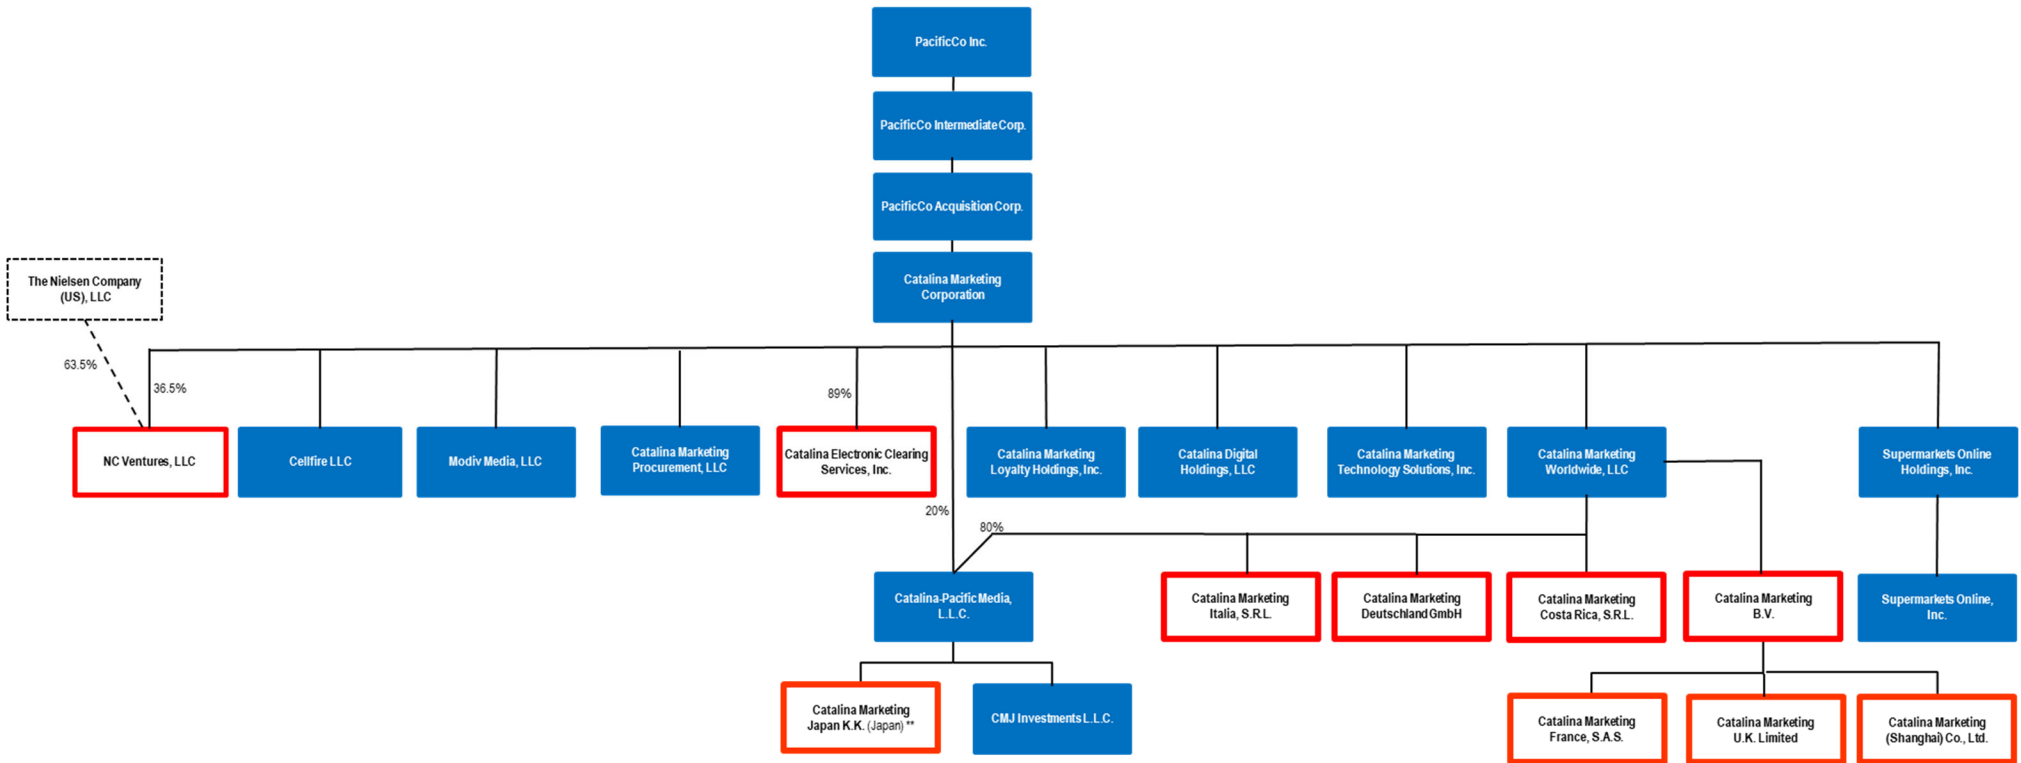 PacificCo Inc.
PacificCo Intermediate Corp.
PacificCo Acquisition Corp.
Catalina Marketing
Corporation
The Nielsen Company
(US), LLC
63.5%
36.5%
89%
NC Ventures, LLC
Cellfire LLC
Modiv Media, LLC
Catalina Marketing
Procurement, LLC
Catalina Electronic Clearing
Services, Inc.
Catalina Marketing
Loyalty Holdings, Inc.
Catalina Digital
Holdings, LLC
Catalina Marketing
Technology Solutions, Inc.
Catalina Marketing
Worldwide, LLC
Supermarkets Online
Holdings, Inc.
20%
80%
Catalina-Pacific Media,
L.L.C.
Catalina Marketing
Italia, S.R.L.
Catalina Marketing
Deutschland GmbH
Catalina Marketing
Costa Rica, S.R.L.
Catalina Marketing
B.V.
Supermarkets Online,
Inc.
Catalina Marketing
Japan K.K. (Japan) **
CMJ Investments L.L.C.
Catalina Marketing
France, S.A.S.
Catalina Marketing
U.K. Limited
Catalina Marketing
(Shanghai) Co., Ltd.